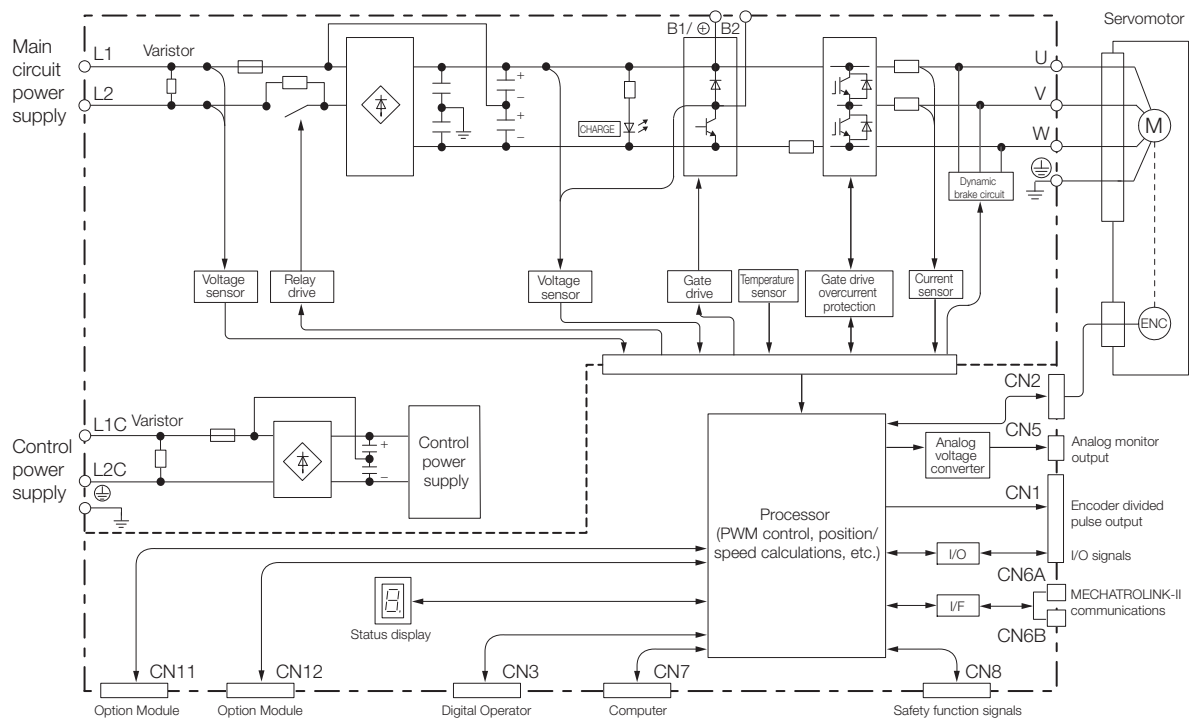 Servomotor
B1/ ⊕ B2
Main
circuit
power
supply
L1
Varistor
L2
U
V
W
M
+
−
+
−
CHARGE
Dynamic
brake circuit
Voltage
sensor
Relay
drive
Voltage
sensor
Gate
drive
Temperature
sensor
Gate drive
overcurrent
protection
Current
sensor
ENC
CN2
Control
power
supply
L1C
Varistor
L2C
+
−
Control
power
supply
Analog
voltage
converter
CN5
Analog monitor
output
CN1
Encoder divided
pulse output
Processor
(PWM control, position/
speed calculations, etc.)
I/O
I/O signals
CN6A
I/F
MECHATROLINK-II
communications
CN6B
8.
Status display
CN11
CN12
CN3
CN7
CN8
Option Module
Option Module
Digital Operator
Computer
Safety function signals